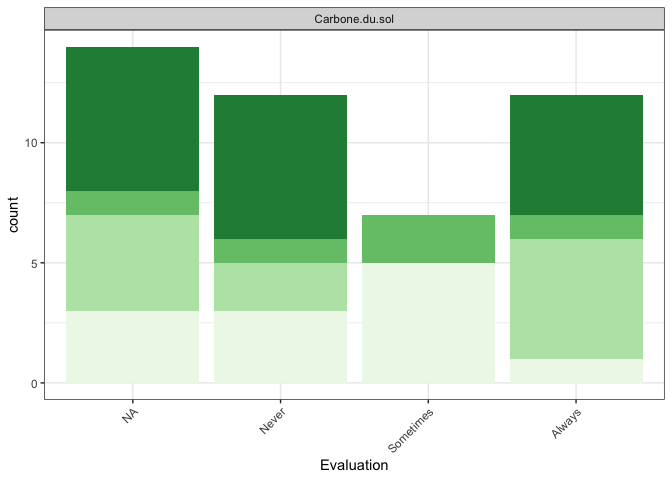 Carbone.du.sol
count
10
5
0
NA
Never
Sometimes
Always
Evaluation